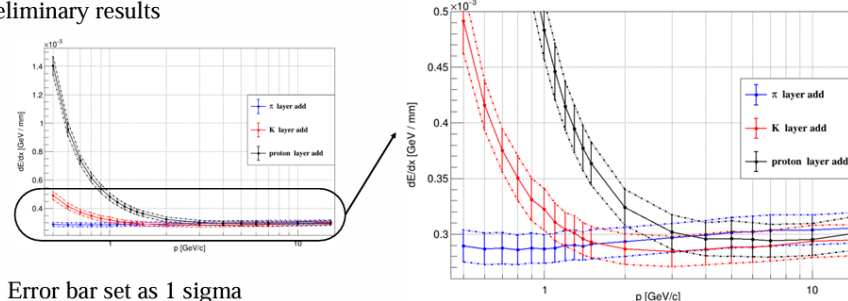 eliminary results
×10⁻³
1.4
1.2
1
0.8
0.6
0.4
dE/dx [GeV / mm]
π layer add
K layer add
proton layer add
1
10
p [GeV/c]
×10⁻³
0.5
0.45
0.4
0.35
0.3
dE/dx [GeV / mm]
π layer add
K layer add
proton layer add
1
10
p [GeV/c]
Error bar set as 1 sigma